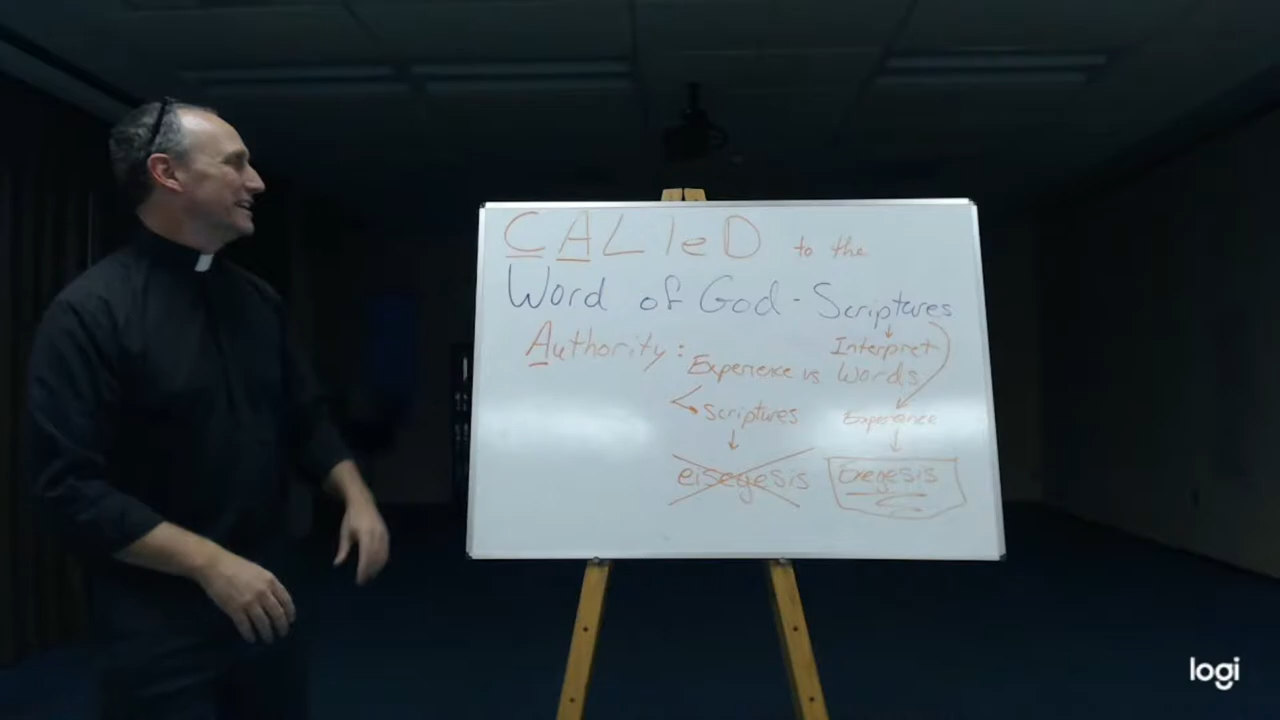 CALleD to the
Word of God - Scriptures
Authority: Experience vs Interpret Words
Scriptures
Experience
eisegesis
Exegesis
logi